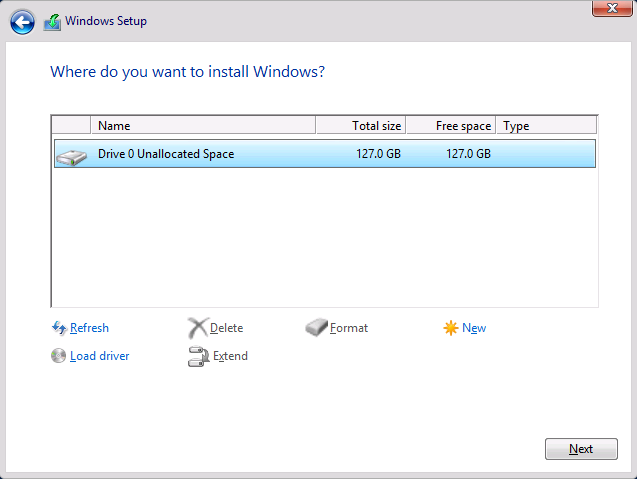 Windows Setup
Where do you want to install Windows?
Name Total size Free space Type
Drive 0 Unallocated Space 127.0 GB 127.0 GB
Refresh Delete Format New
Load driver Extend
Next